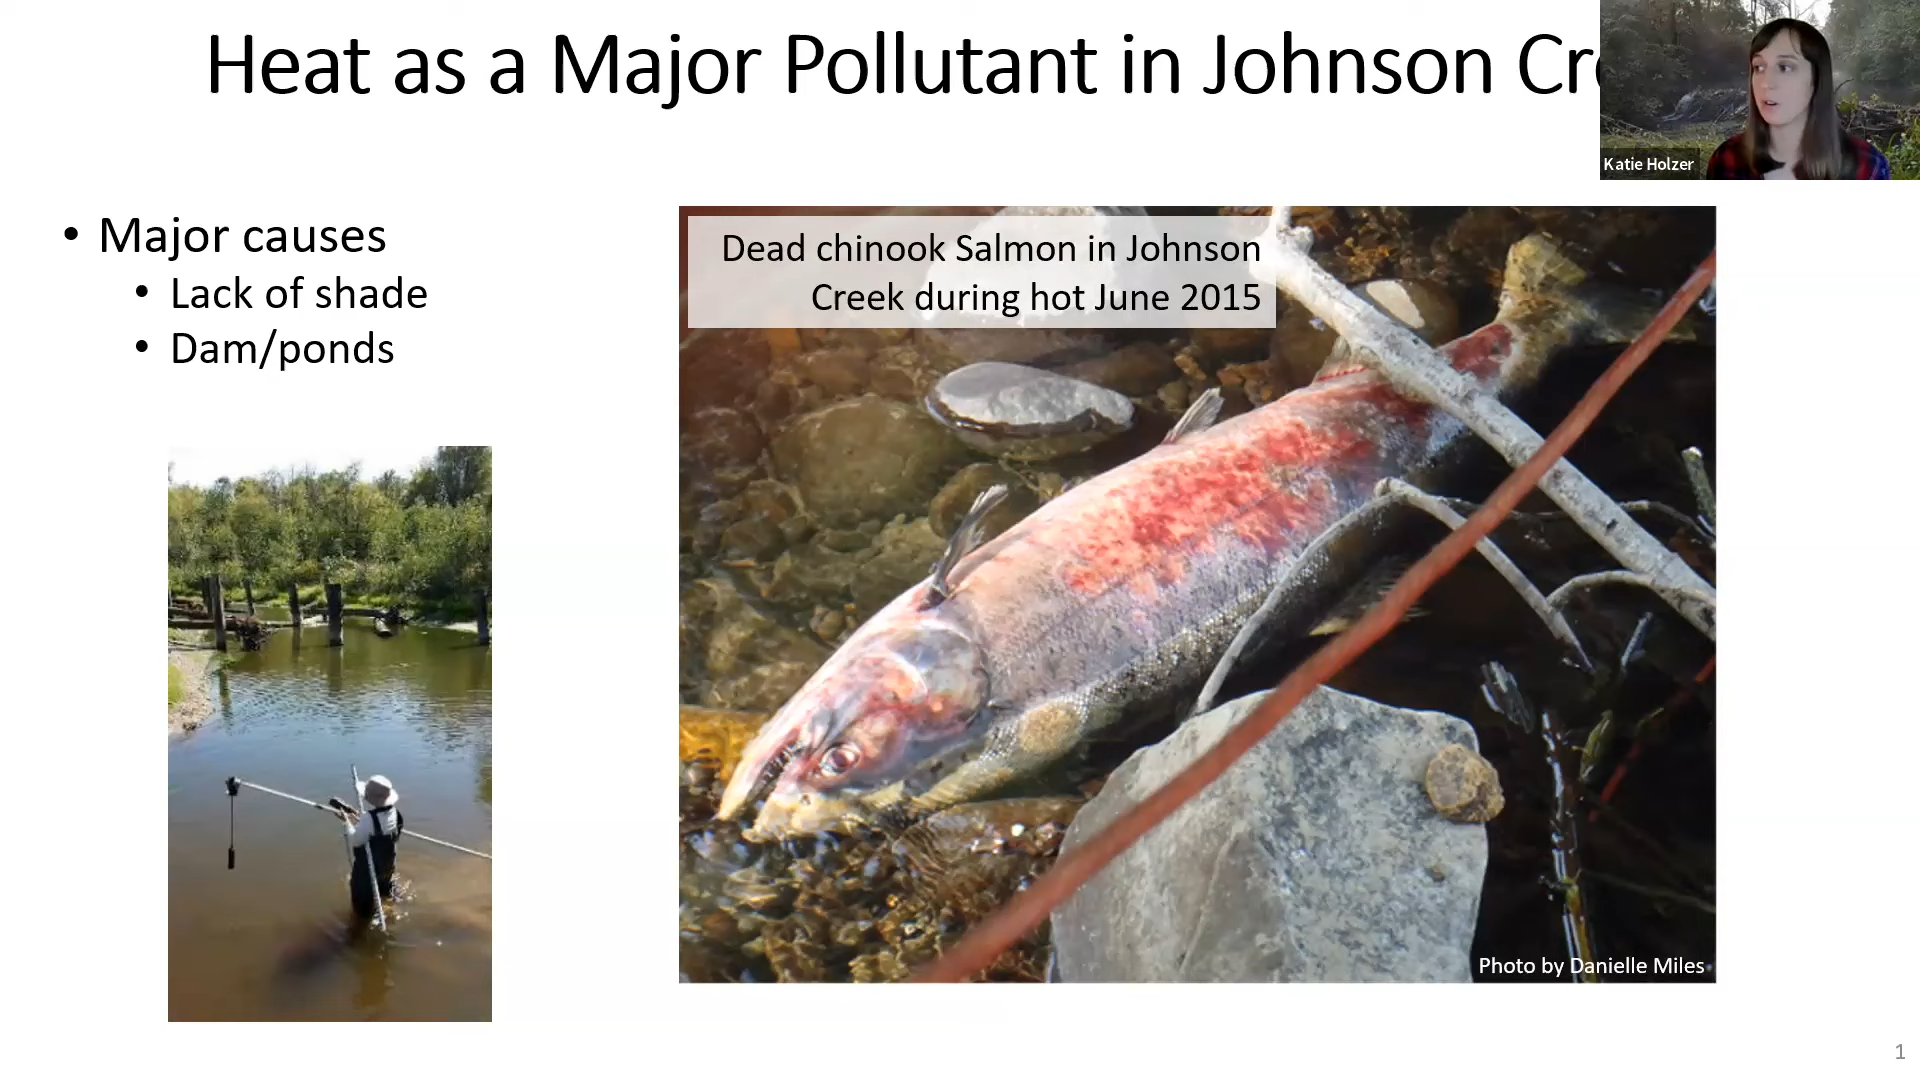 Heat as a Major Pollutant in Johnson
Katie Holzer
• Major causes
• Lack of shade
• Dam/ponds
Dead chinook Salmon in Johnson
Creek during hot June 2015
Photo by Danielle Miles
1